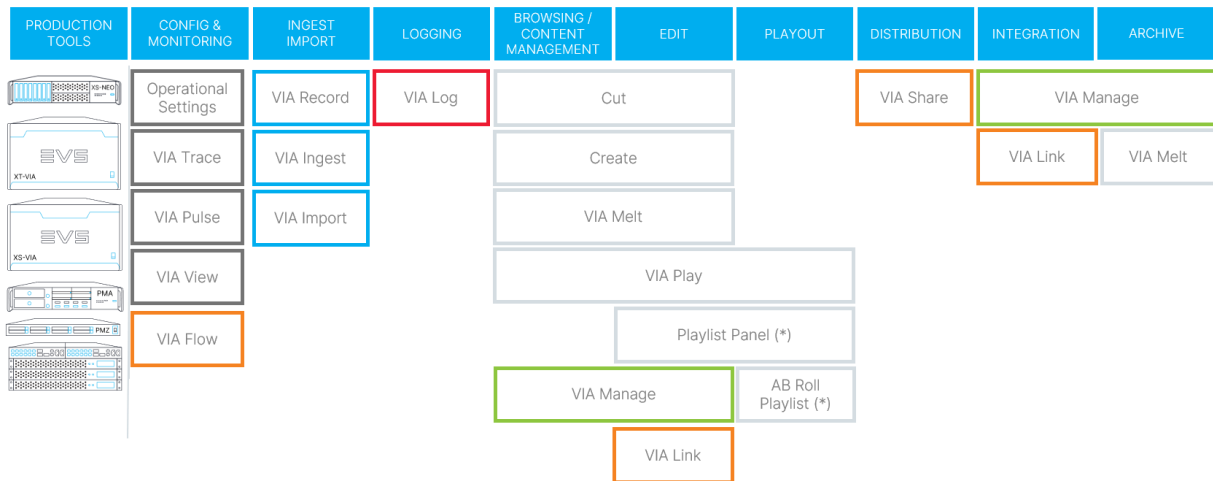 PRODUCTION
TOOLS
CONFIG &
MONITORING
INGEST
IMPORT
LOGGING
BROWSING /
CONTENT
MANAGEMENT
EDIT
PLAYOUT
DISTRIBUTION
INTEGRATION
ARCHIVE
XS-NEO
Operational
Settings
VIA Record
VIA Log
Cut
VIA Share
VIA Manage
EVS
XT-VIA
VIA Trace
VIA Ingest
Create
VIA Link
VIA Melt
EVS
XS-VIA
VIA Pulse
VIA Import
VIA Melt
VIA View
VIA Play
PMA
PMZ
VIA Flow
Playlist Panel (*)
VIA Manage
AB Roll
Playlist (*)
VIA Link